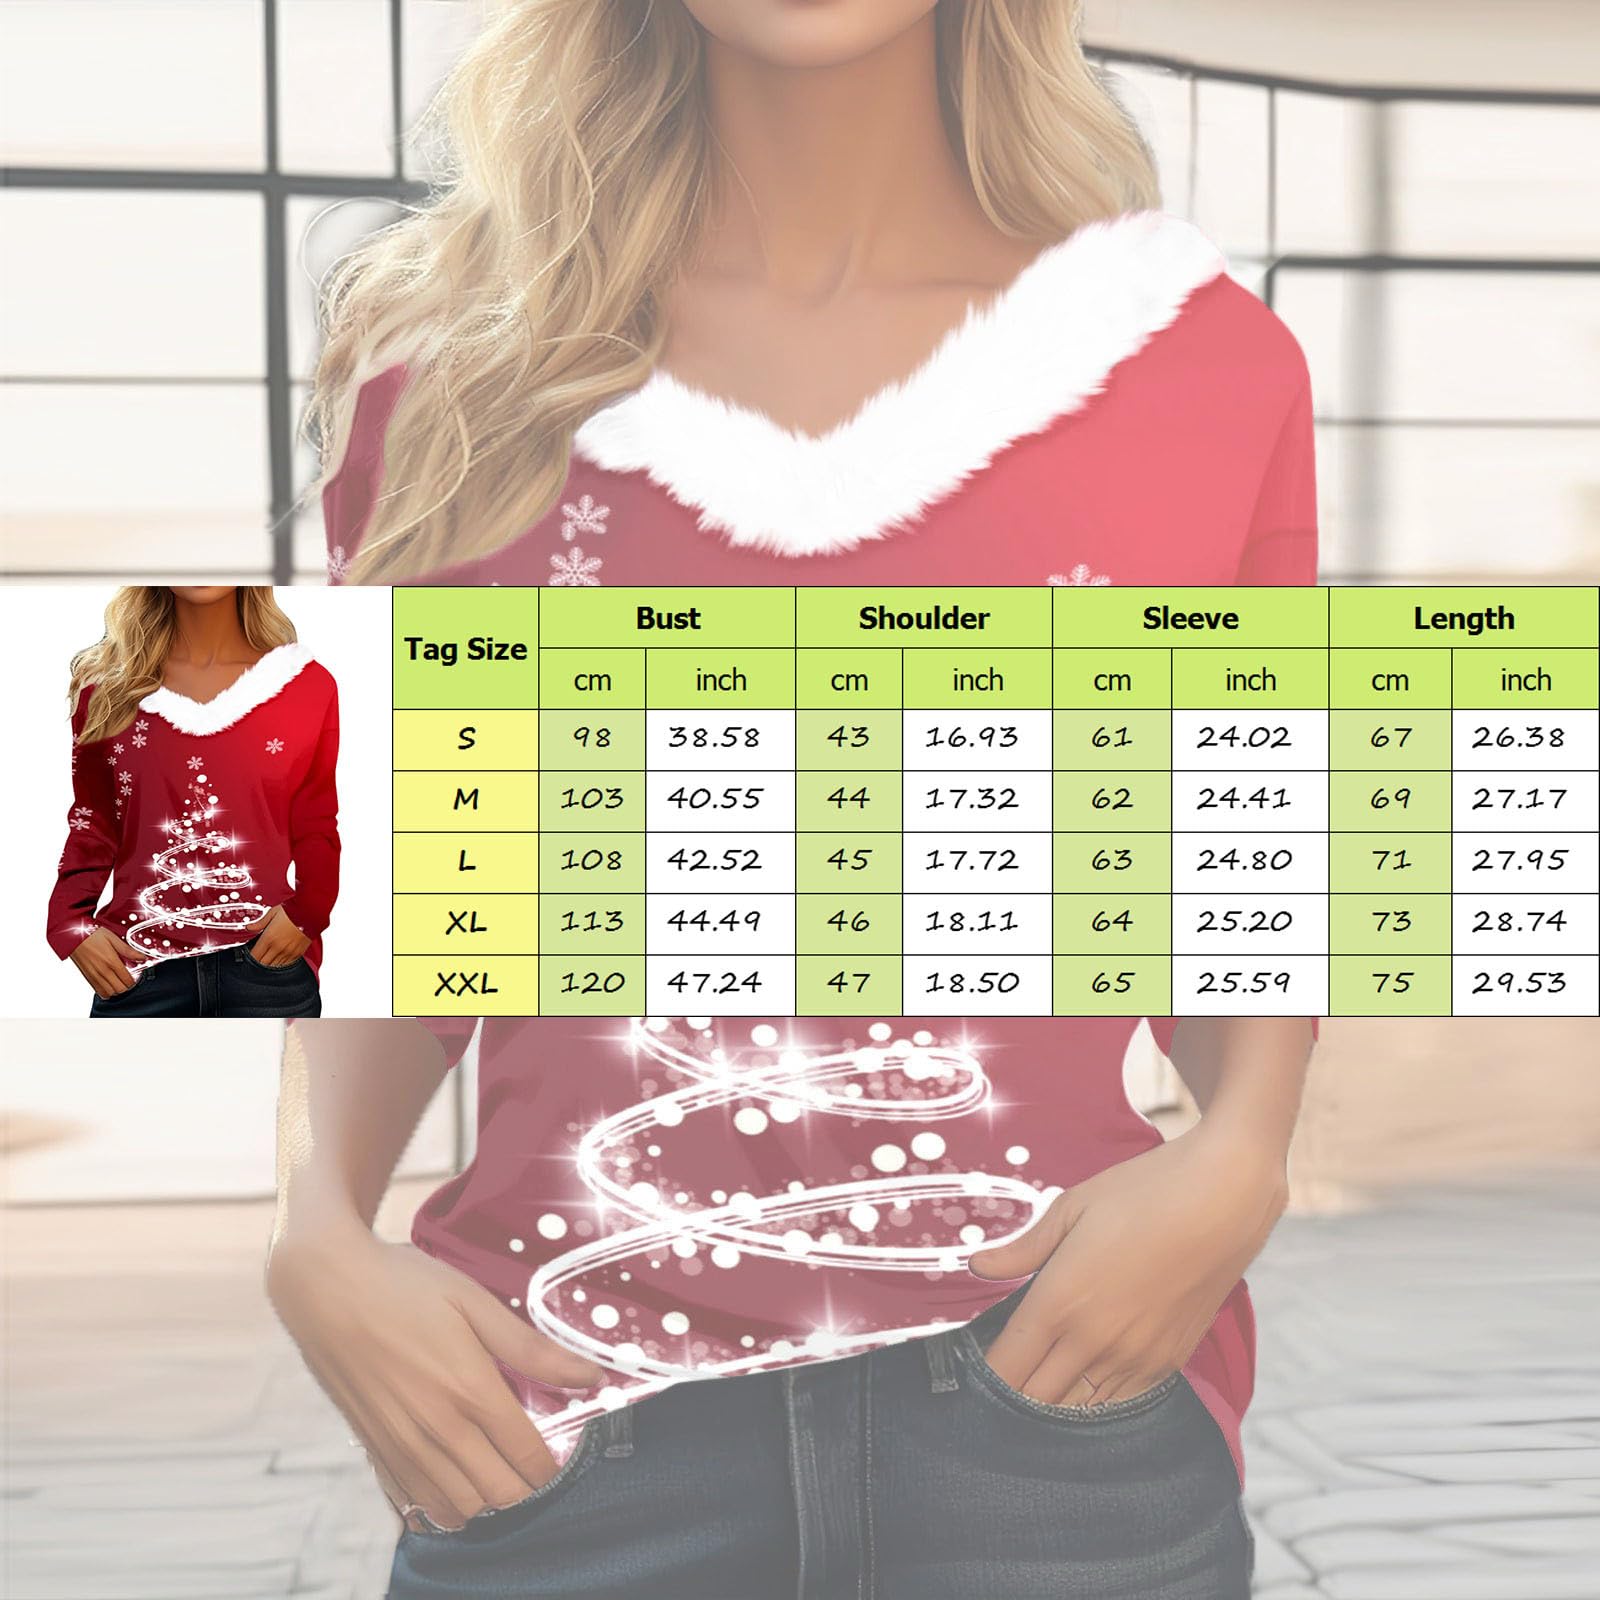 Tag Size Bust Shoulder Sleeve Length
cm inch cm inch cm inch cm inch
S 98 38.58 43 16.93 61 24.02 67 26.38
M 103 40.55 44 17.32 62 24.41 69 27.17
L 108 42.52 45 17.72 63 24.80 71 27.95
XL 113 44.49 46 18.11 64 25.20 73 28.74
XXL 120 47.24 47 18.50 65 25.59 75 29.53